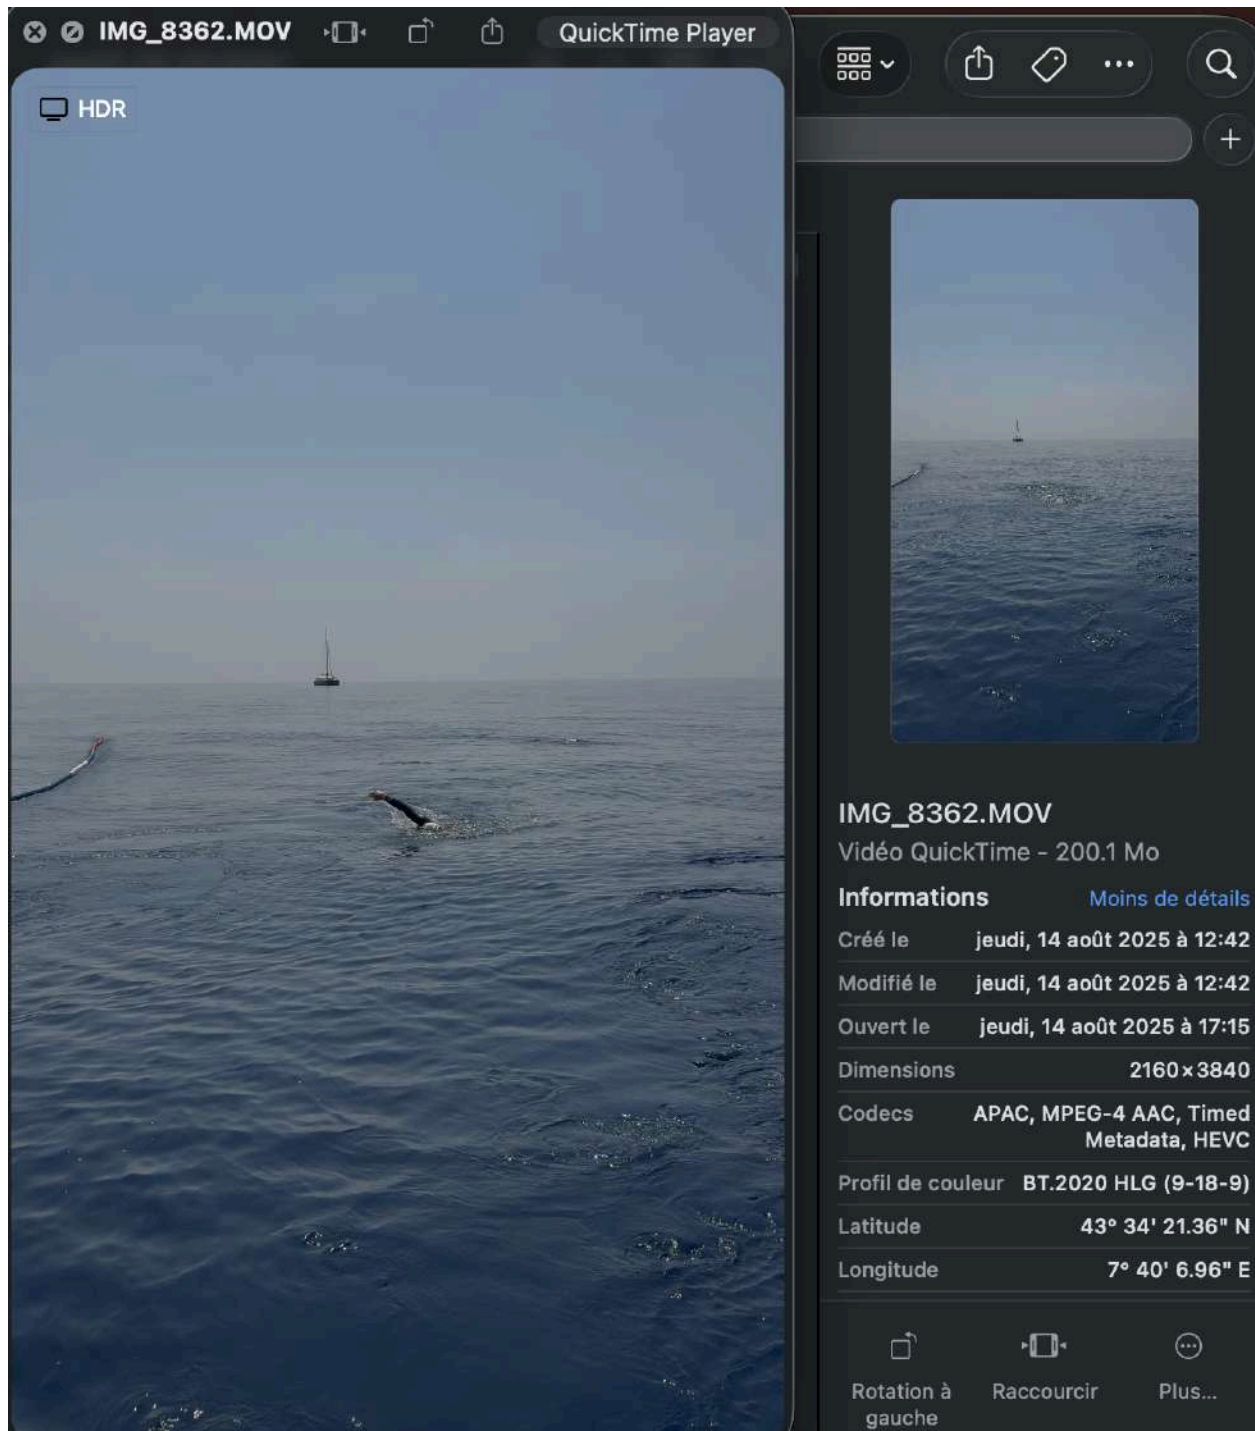 IMG_8362.MOV
QuickTime Player
HDR
IMG_8362.MOV
Vidéo QuickTime - 200.1 Mo
Informations
Moins de détails
Créé le
jeudi, 14 août 2025 à 12:42
Modifié le
jeudi, 14 août 2025 à 12:42
Ouvert le
jeudi, 14 août 2025 à 17:15
Dimensions
2160×3840
Codecs
APAC, MPEG-4 AAC, Timed
Metadata, HEVC
Profil de couleur
BT.2020 HLG (9-18-9)
Latitude
43° 34' 21.36" N
Longitude
7° 40' 6.96" E
Rotation à
gauche
Raccourcir
Plus...